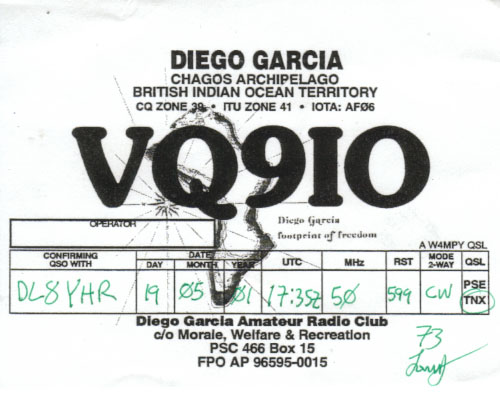 DIEGO GARCIA
CHAGOS ARCHIPELAGO
BRITISH INDIAN OCEAN TERRITORY
CQ ZONE 39 • ITU ZONE 41 • IOTA: AFØ6
VQ9IO
Diego Garcia
footprint of freedom
OPERATOR
A W4MPY QSL
CONFIRMING QSO WITH DATE DAY MONTH YEAR UTC MHz RST MODE 2-WAY QSL
DL8YHR 19 05 01 17:35z 50 599 CW PSE TNX
Diego Garcia Amateur Radio Club
c/o Morale, Welfare & Recreation
PSC 466 Box 15
FPO AP 96595-0015
73